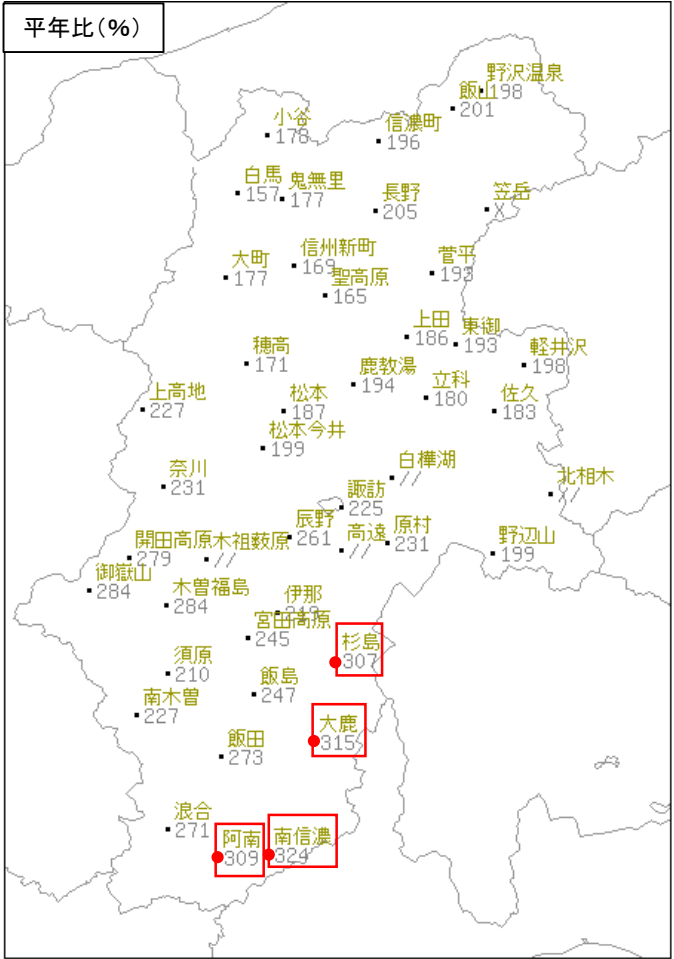 平年比(%)
野沢温泉
198
飯山
201
小谷
178
信濃町
196
白馬
157
鬼無里
177
長野
205
笠岳
X
信州新町
169
菅平
193
大町
177
聖高原
165
上田
186
東御
193
穂高
171
軽井沢
198
鹿教湯
194
立科
180
上高地
227
松本
187
佐久
183
松本今井
199
白樺湖
//
奈川
231
北相木
//
諏訪
225
辰野
261
高遠
//
原村
231
野辺山
199
開田高原
279
木祖薮原
//
御嶽山
284
木曽福島
284
伊那
宮田高原
245
杉島
307
須原
210
飯島
247
南木曽
227
大鹿
315
飯田
273
浪合
271
阿南
309
南信濃
324